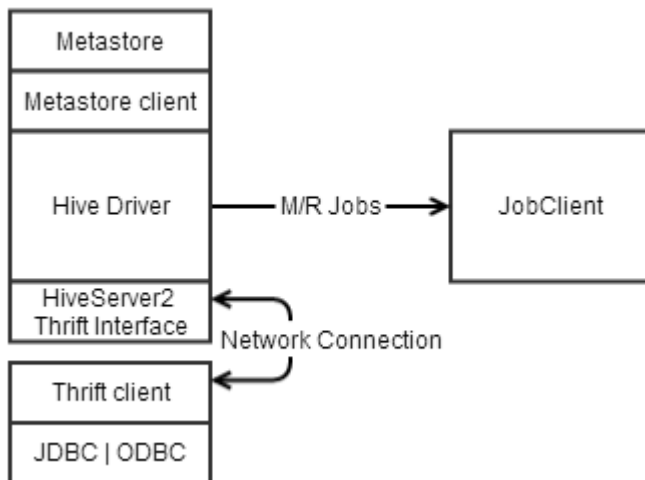 Metastore
Metastore client
Hive Driver
M/R Jobs
JobClient
HiveServer2
Thrift Interface
Network Connection
Thrift client
JDBC | ODBC